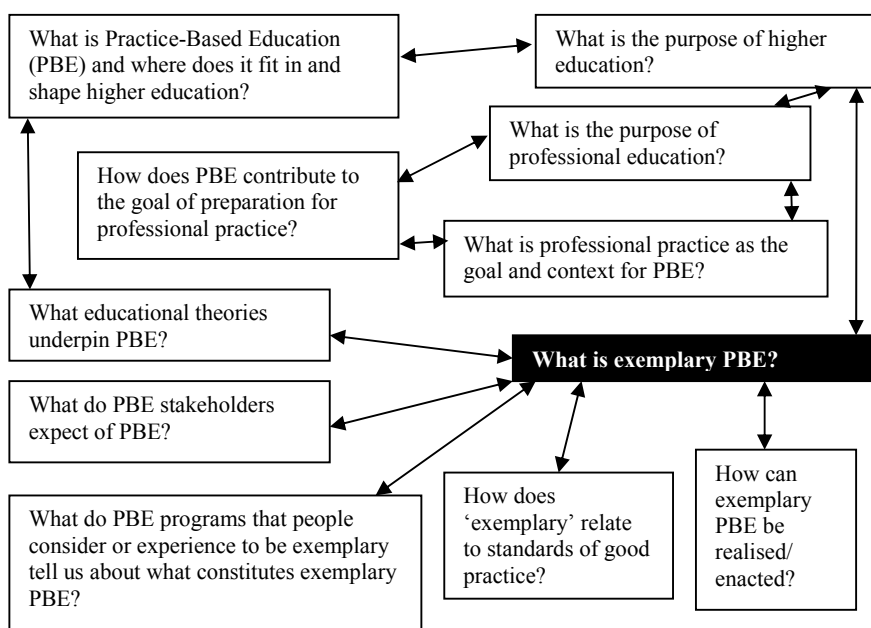 What is Practice-Based Education
(PBE) and where does it fit in and
shape higher education?
What is the purpose of higher
education?
What is the purpose of
professional education?
How does PBE contribute to
the goal of preparation for
professional practice?
What is professional practice as the
goal and context for PBE?
What educational theories
underpin PBE?
What is exemplary PBE?
What do PBE stakeholders
expect of PBE?
How does
‘exemplary’ relate
to standards of good
practice?
How can
exemplary
PBE be
realised/
enacted?
What do PBE programs that people
consider or experience to be exemplary
tell us about what constitutes exemplary
PBE?